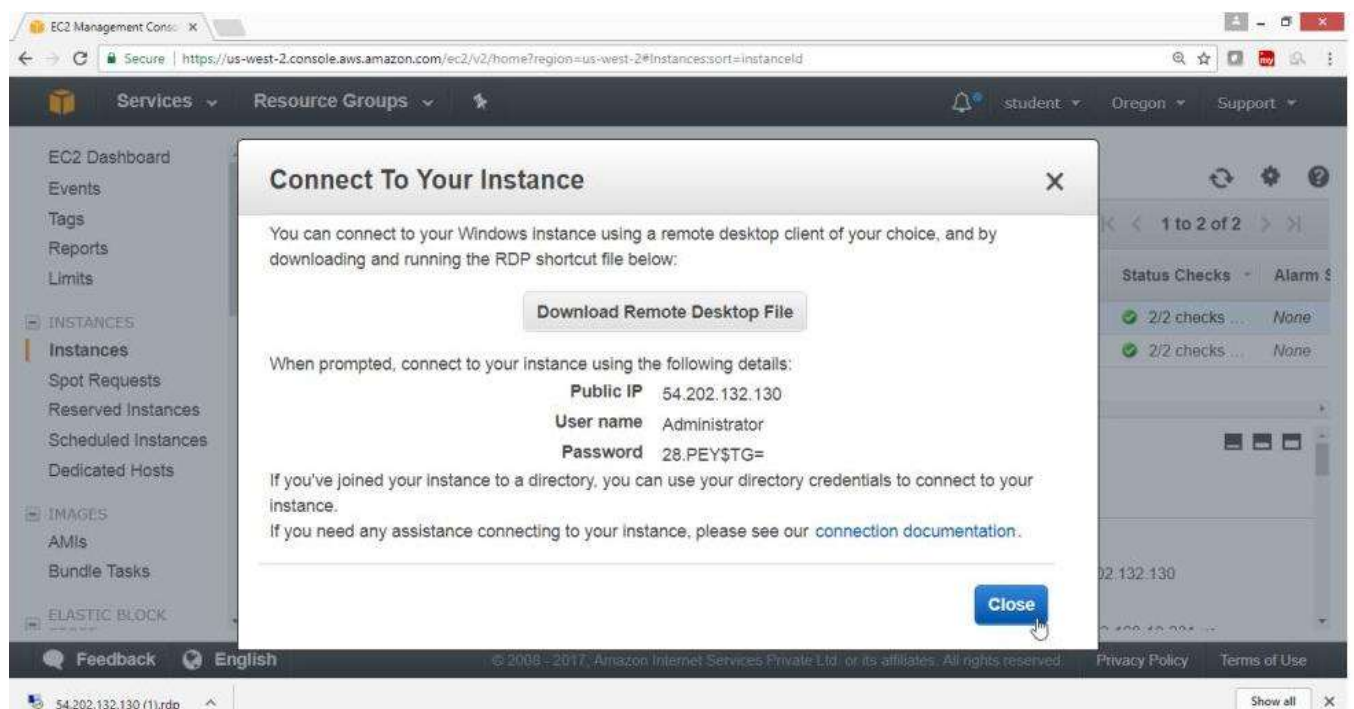 EC2 Management Conso
Secure | https://us-west-2.console.aws.amazon.com/ec2/v2/home?region=us-west-2#Instances:sort=instanceId
my
Services Resource Groups student Oregon Support
EC2 Dashboard
Events
Tags
Reports
Limits
INSTANCES
Instances
Spot Requests
Reserved Instances
Scheduled Instances
Dedicated Hosts
IMAGES
AMIs
Bundle Tasks
ELASTIC BLOCK
Connect To Your Instance
You can connect to your Windows instance using a remote desktop client of your choice, and by
downloading and running the RDP shortcut file below:
Download Remote Desktop File
When prompted, connect to your instance using the following details:
Public IP 54.202.132.130
User name Administrator
Password 28.PEY$TG=
If you've joined your instance to a directory, you can use your directory credentials to connect to your
instance.
If you need any assistance connecting to your instance, please see our connection documentation.
Close
1 to 2 of 2
Status Checks Alarm S
2/2 checks ... None
2/2 checks ... None
02.132.130
Feedback English © 2008 - 2017, Amazon Internet Services Private Ltd. or its affiliates. All rights reserved. Privacy Policy Terms of Use
54.202.132.130 (1).rdp Show all